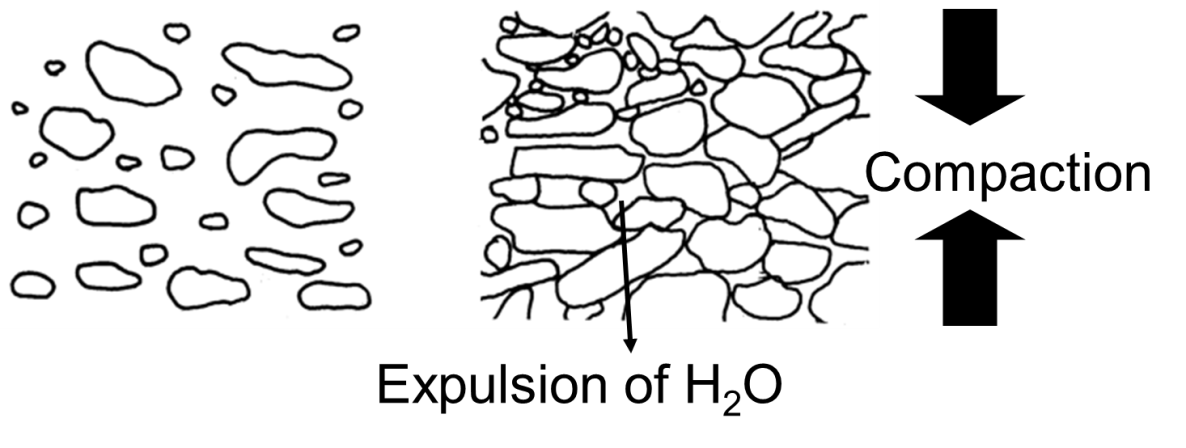 Compaction
Expulsion of H₂O